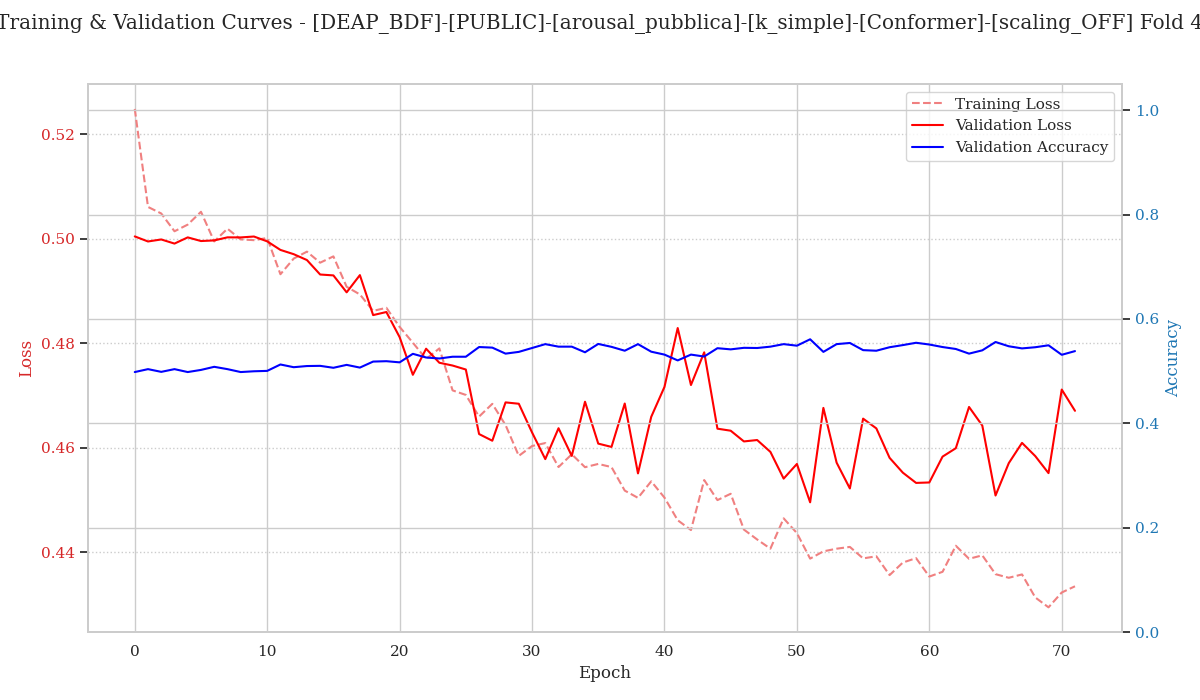 Training & Validation Curves - [DEAP_BDF]-[PUBLIC]-[arousal_pubblica]-[k_simple]-[Conformer]-[scaling_OFF] Fold 4
Training Loss
Validation Loss
Validation Accuracy
Loss
0.52
0.50
0.48
0.46
0.44
1.0
0.8
0.6
0.4
0.2
0.0
Accuracy
0
10
20
30
40
50
60
70
Epoch